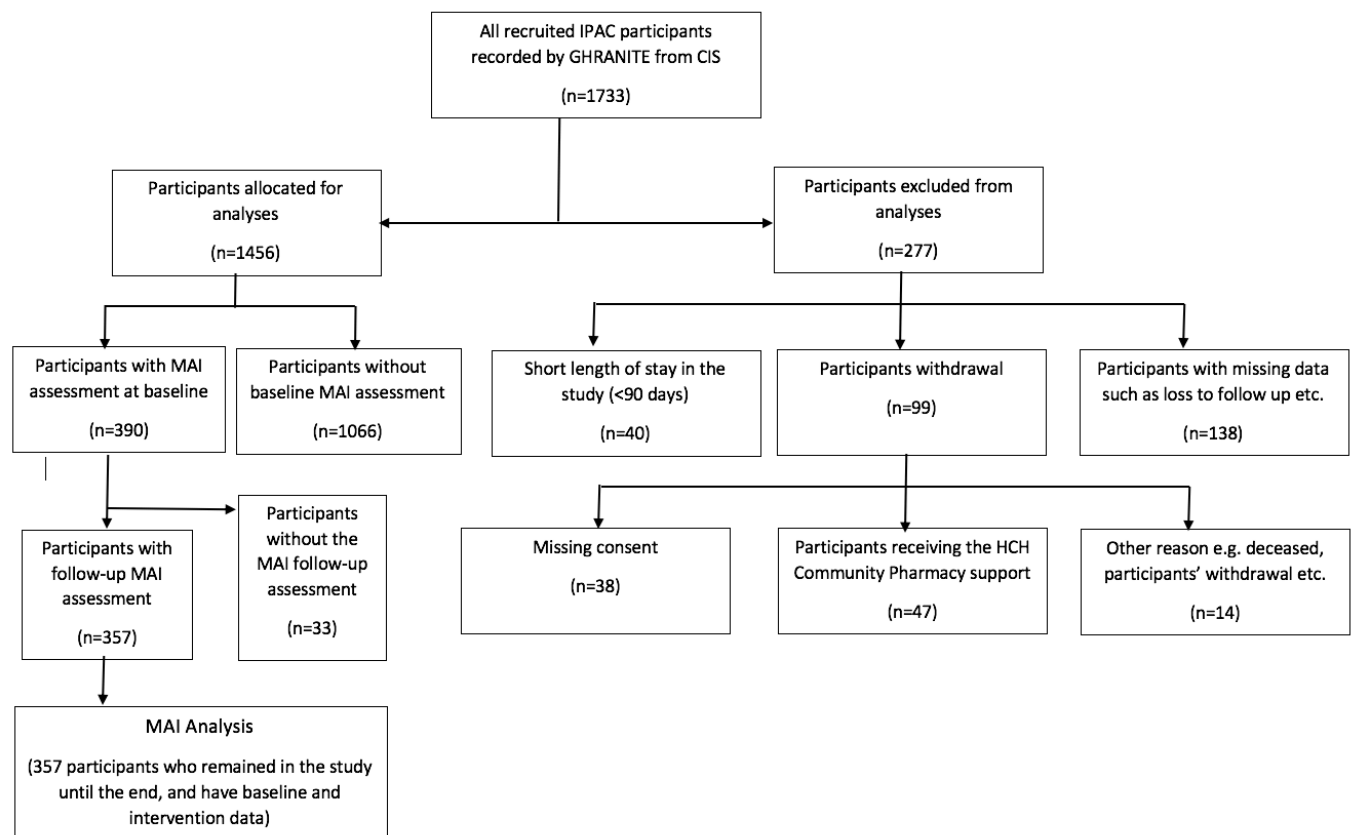 All recruited IPAC participants
recorded by GHRANITE from CIS
(n=1733)
Participants allocated for
analyses
(n=1456)
Participants excluded from
analyses
(n=277)
Participants with MAI
assessment at baseline
(n=390)
Participants without
baseline MAI assessment
(n=1066)
Short length of stay in the
study (<90 days)
(n=40)
Participants withdrawal
(n=99)
Participants with missing data
such as loss to follow up etc.
(n=138)
Participants with
follow-up MAI
assessment
(n=357)
Participants
without the
MAI follow-up
assessment
(n=33)
Missing consent
(n=38)
Participants receiving the HCH
Community Pharmacy support
(n=47)
Other reason e.g. deceased,
participants’ withdrawal etc.
(n=14)
MAI Analysis
(357 participants who remained in the study
until the end, and have baseline and
intervention data)